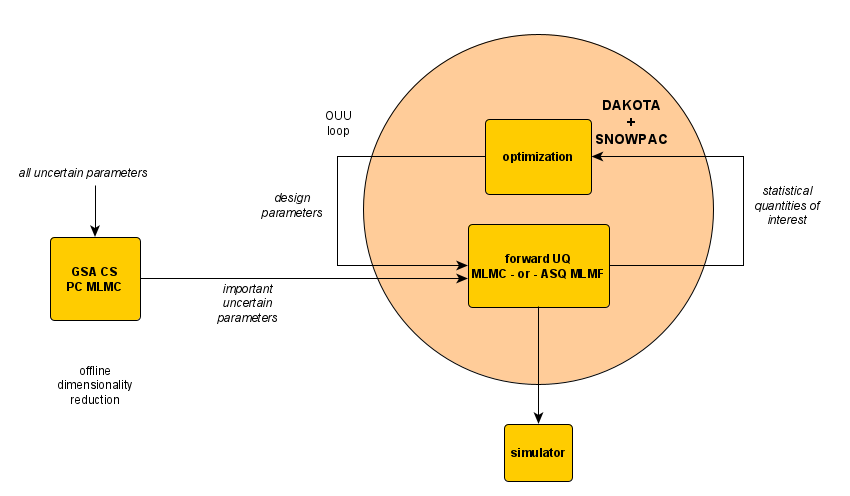 all uncertain parameters
GSA CS
PC MLMC
offline
dimensionality
reduction
important
uncertain
parameters
OUU
loop
design
parameters
DAKOTA
+
SNOWPAC
optimization
forward UQ
MLMC - or - ASQ MLMF
statistical
quantities of
interest
simulator